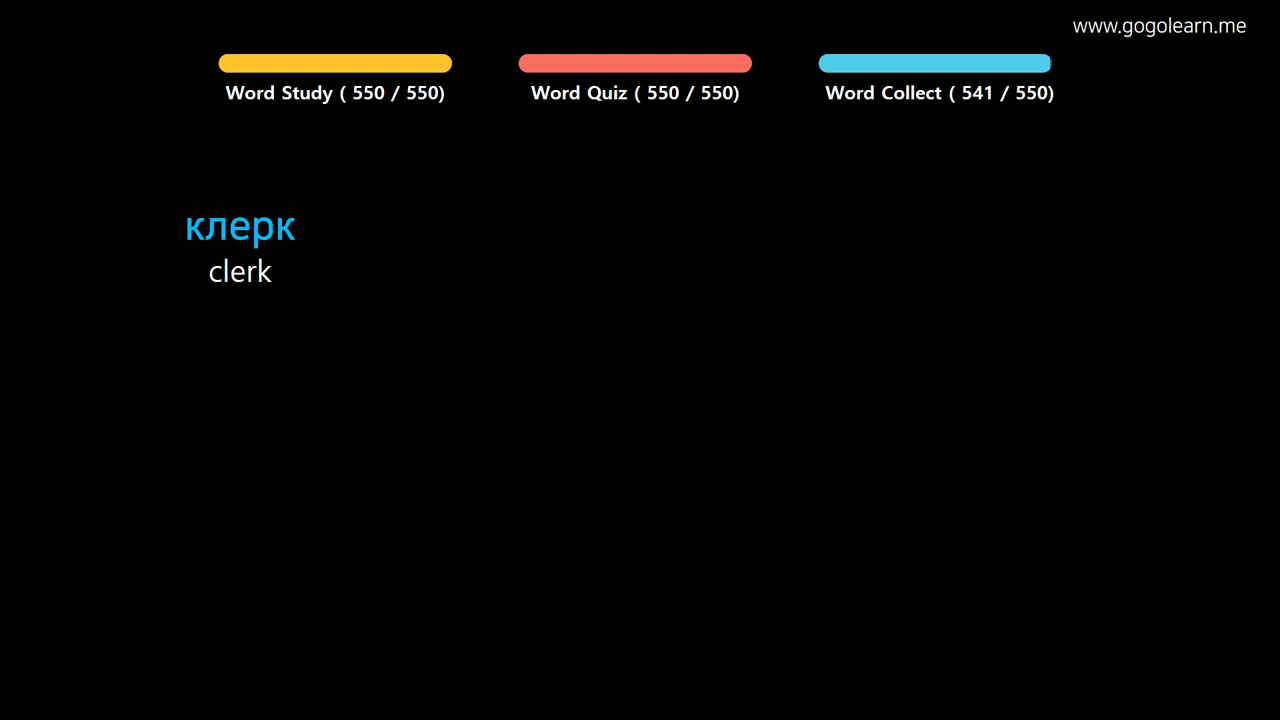 www.gogolearn.me
Word Study ( 550 / 550)
Word Quiz ( 550 / 550)
Word Collect ( 541 / 550)
клерк
clerk